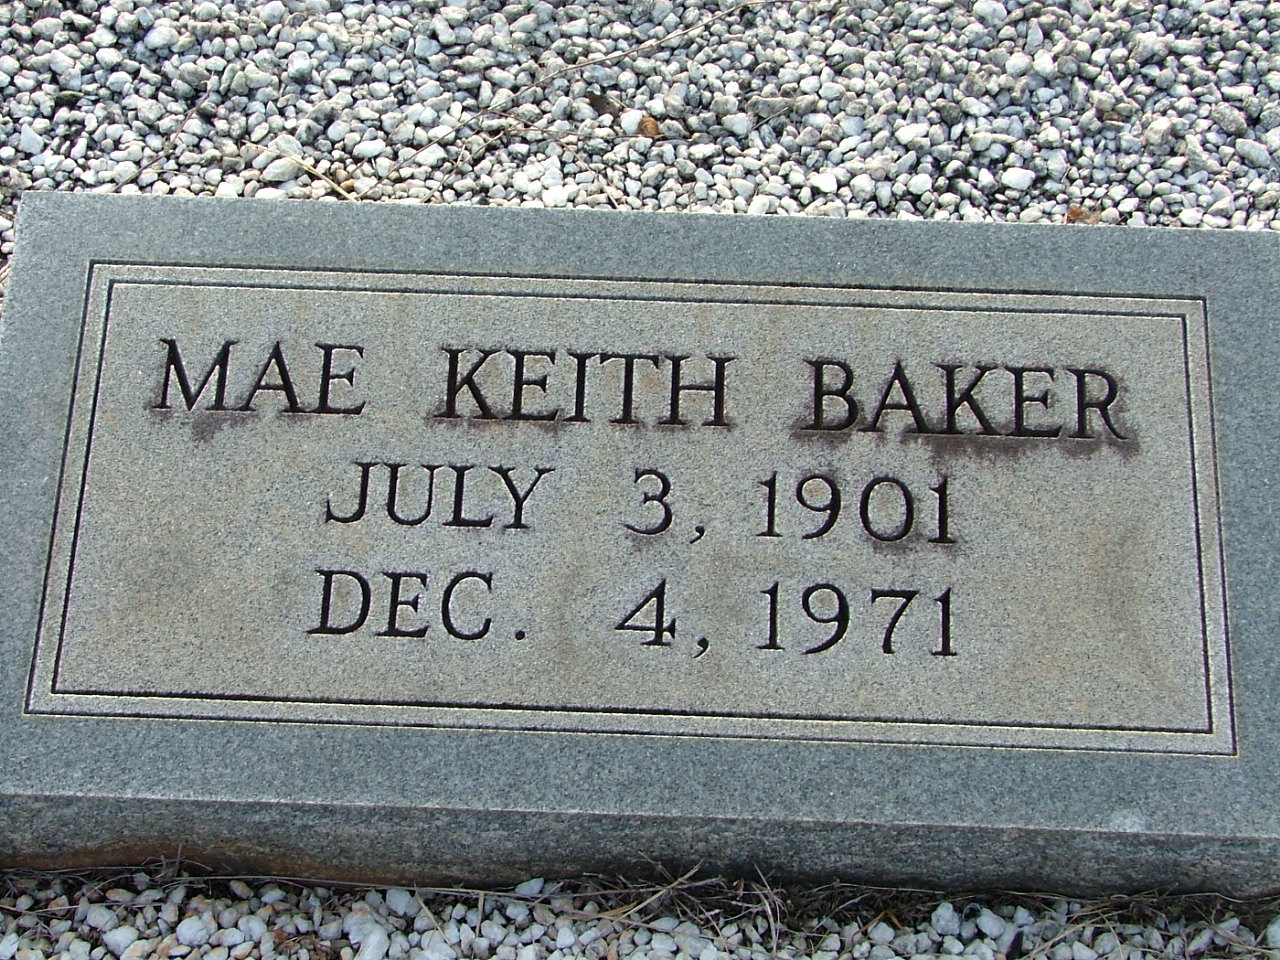 MAE KEITH BAKER
JULY 3, 1901
DEC. 4, 1971